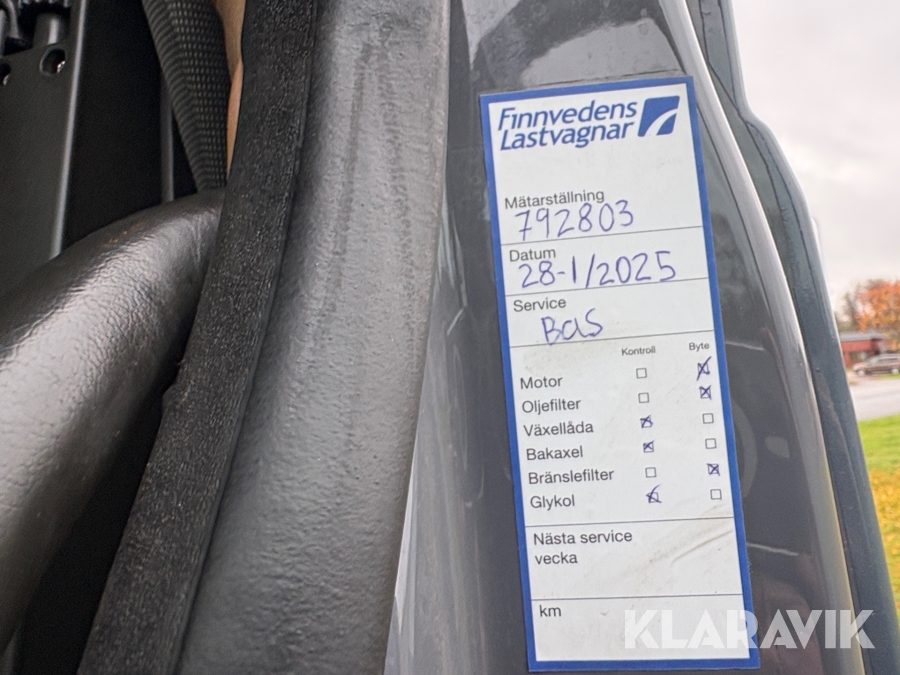 Finnvedens
Lastvagnar
Mätarställning
792803
Datum
28-1/2025
Service
Bas
Kontroll Byte
Motor ☐ ☒
Oljefilter ☐ ☒
Växellåda ☒ ☐
Bakaxel ☒ ☐
Bränslefilter ☐ ☒
Glykol ☒ ☐
Nästa service
vecka
km
KLARAVIK